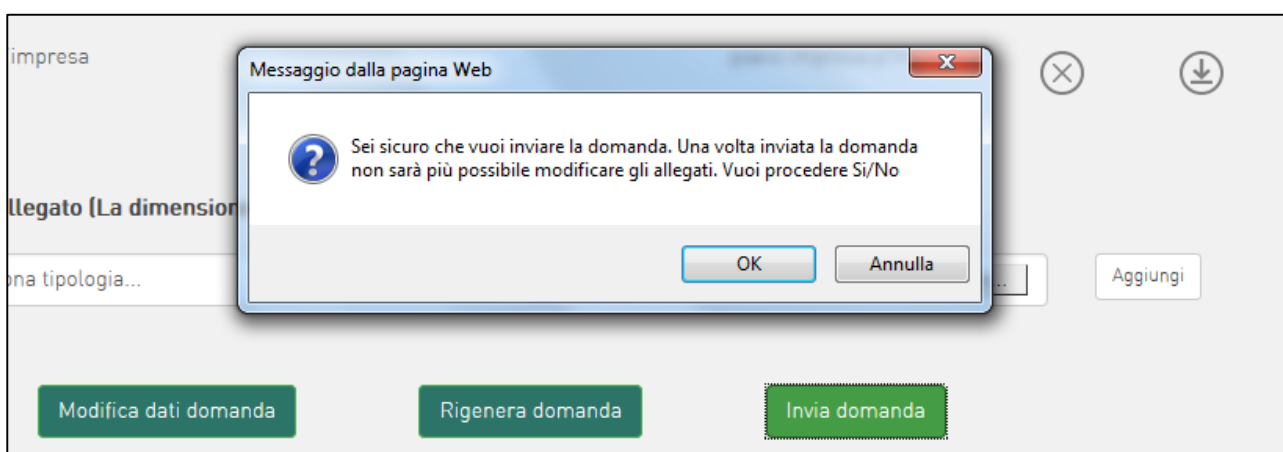 impresa
Messaggio dalla pagina Web
Sei sicuro che vuoi inviare la domanda. Una volta inviata la domanda
non sarà più possibile modificare gli allegati. Vuoi procedere Si/No
llegato (La dimension
OK Annulla
ona tipologia... .. Aggiungi
Modifica dati domanda Rigenera domanda Invia domanda